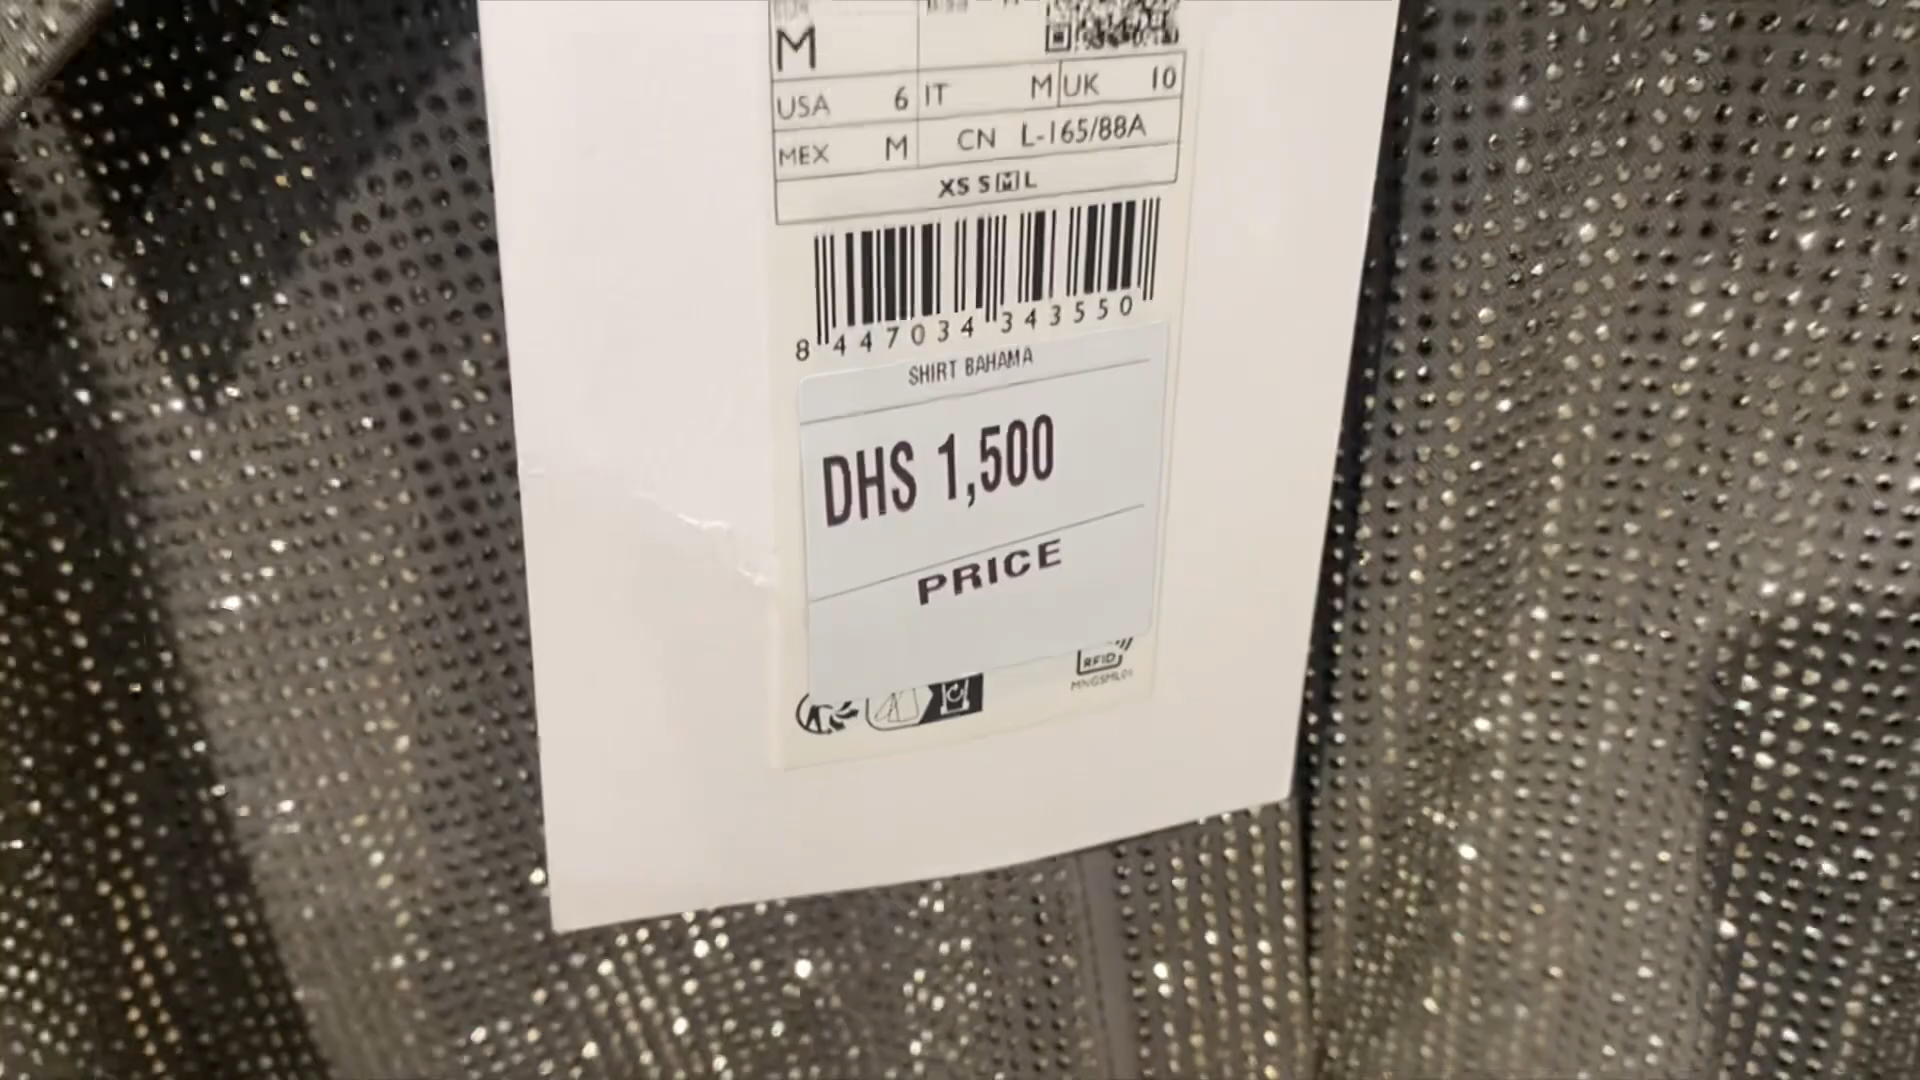 M
USA 6 IT M UK 10
MEX M CN L-165/88A
XS S M L
8 447034 343550
SHIRT BAHAMA
DHS 1,500
PRICE
RFID
MNGSML01